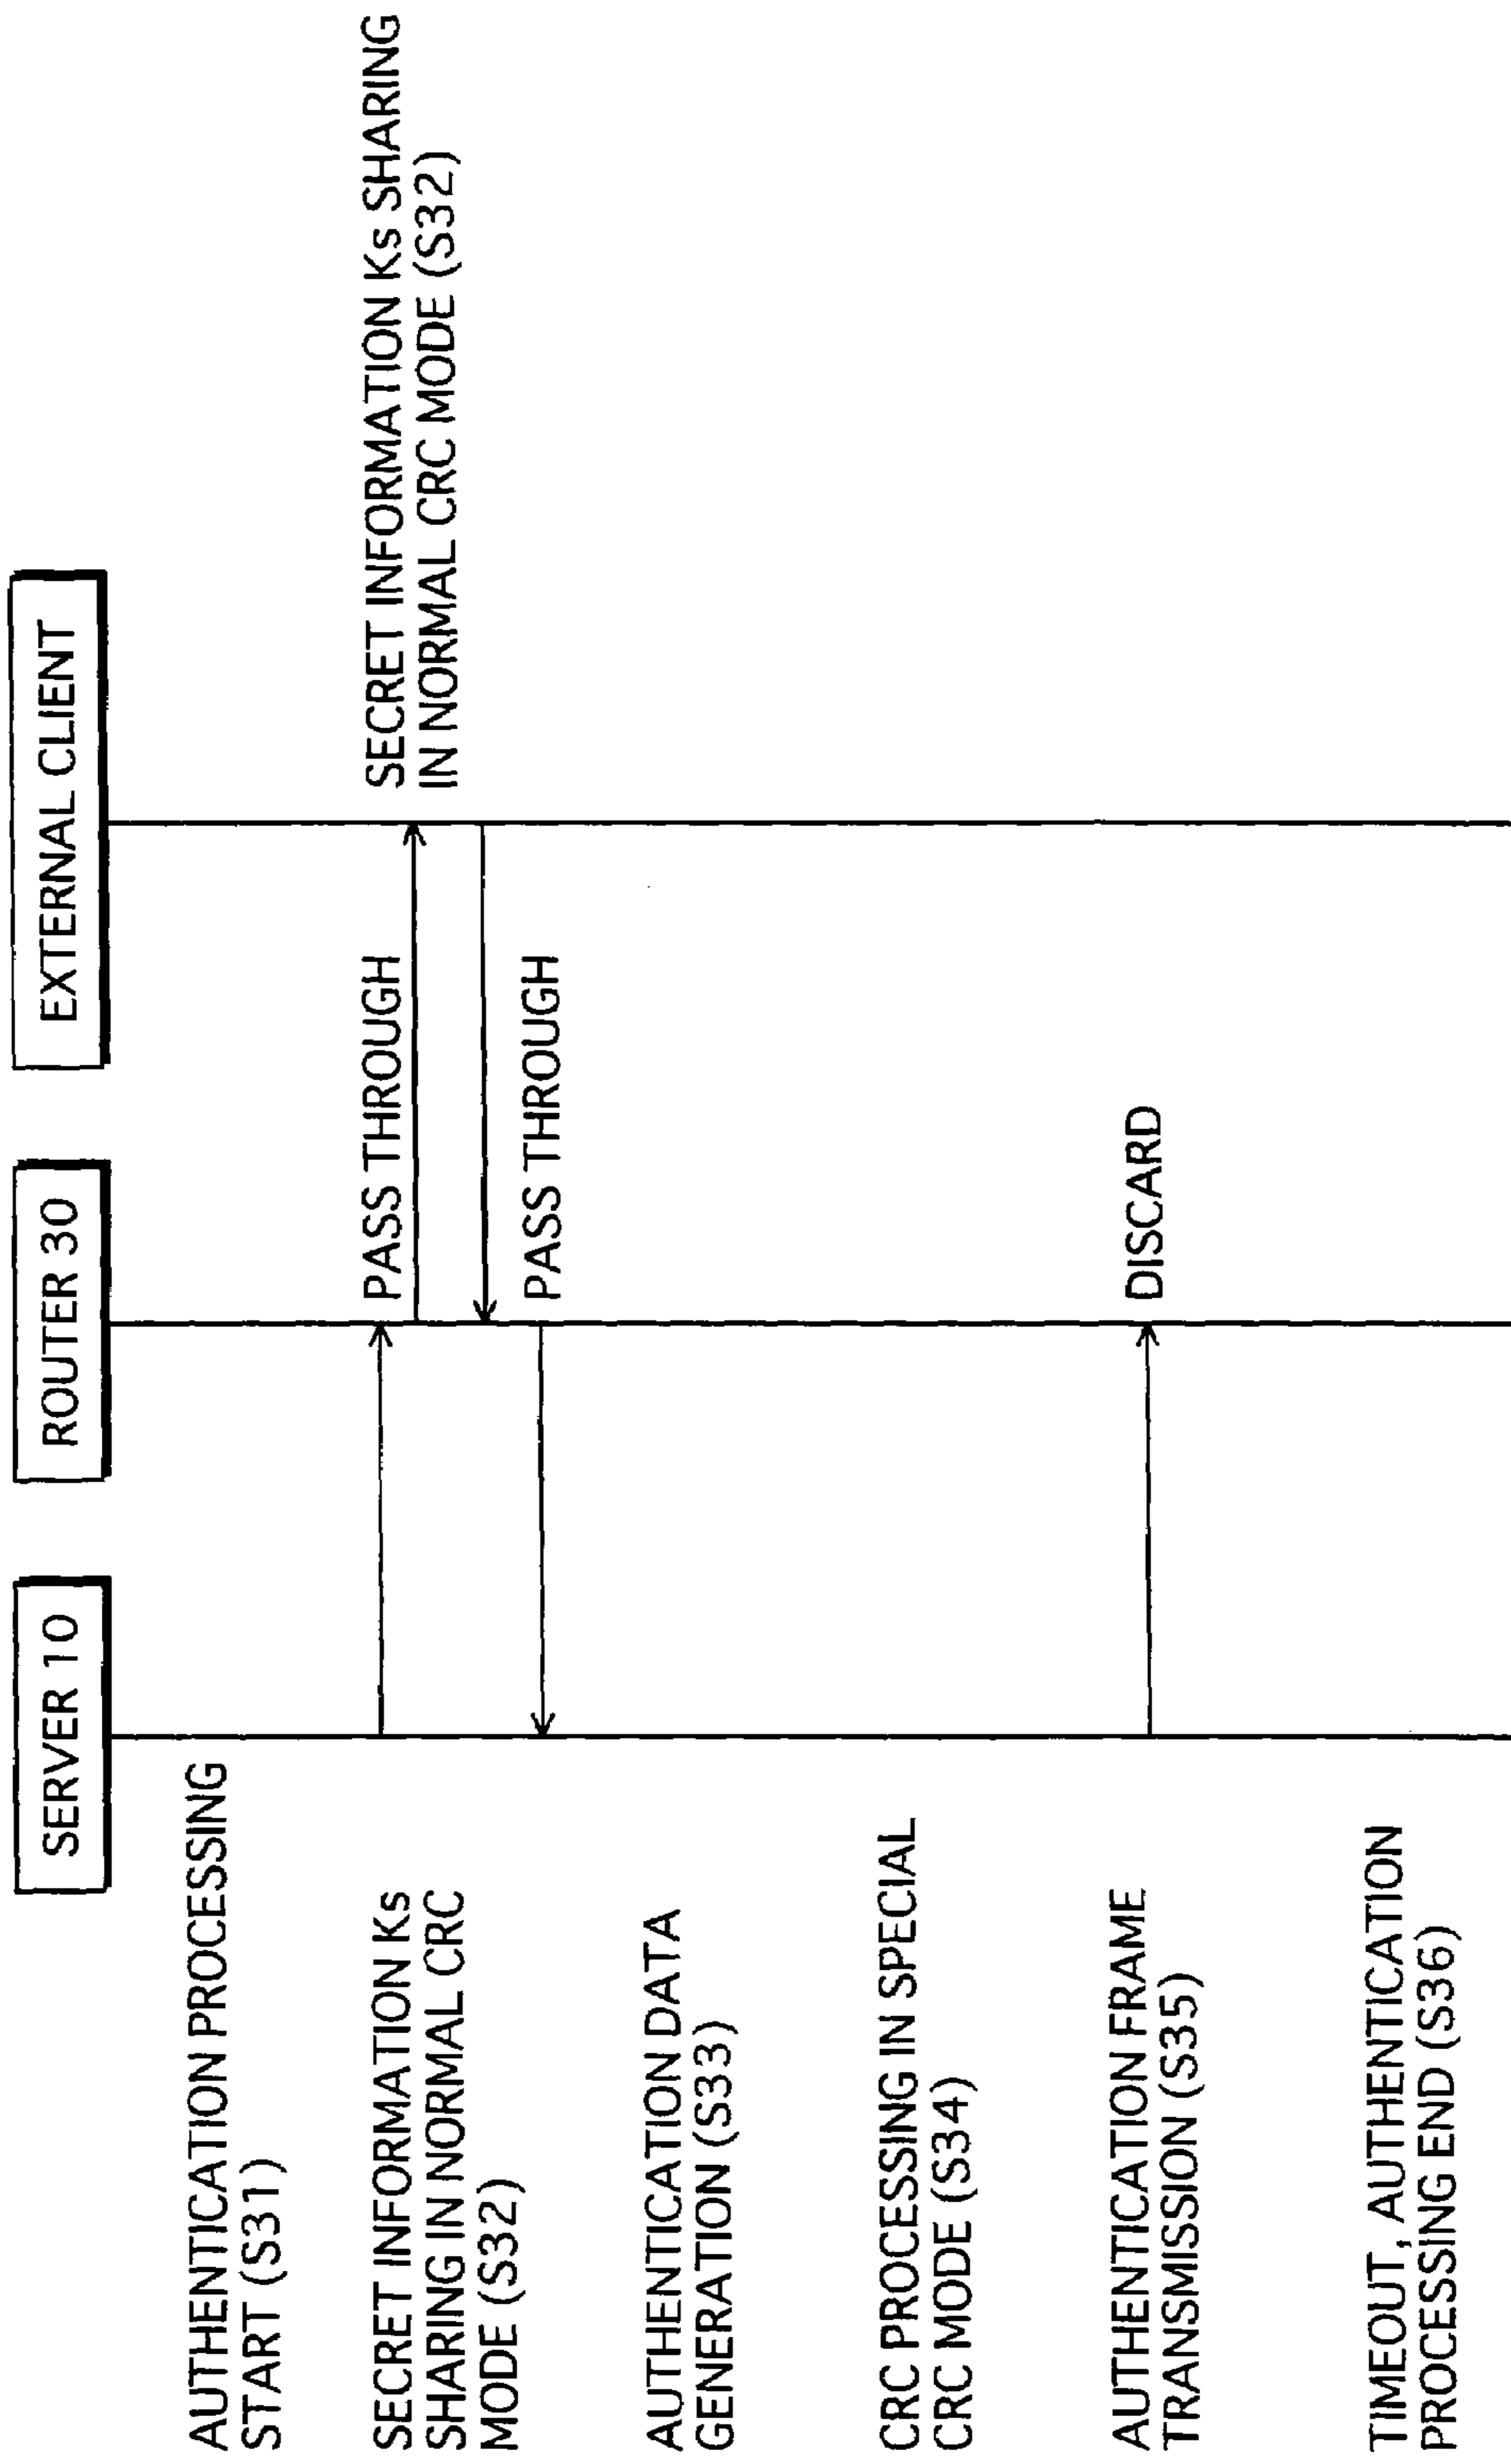 SERVER 10
ROUTER 30
EXTERNAL CLIENT
AUTHENTICATION PROCESSING
START (S31)
SECRET INFORMATION Ks
SHARING IN NORMAL CRC
MODE (S32)
PASS THROUGH
SECRET INFORMATION Ks SHARING
IN NORMAL CRC MODE (S32)
PASS THROUGH
AUTHENTICATION DATA
GENERATION (S33)
CRC PROCESSING IN SPECIAL
CRC MODE (S34)
AUTHENTICATION FRAME
TRANSMISSION (S35)
DISCARD
TIMEOUT, AUTHENTICATION
PROCESSING END (S36)